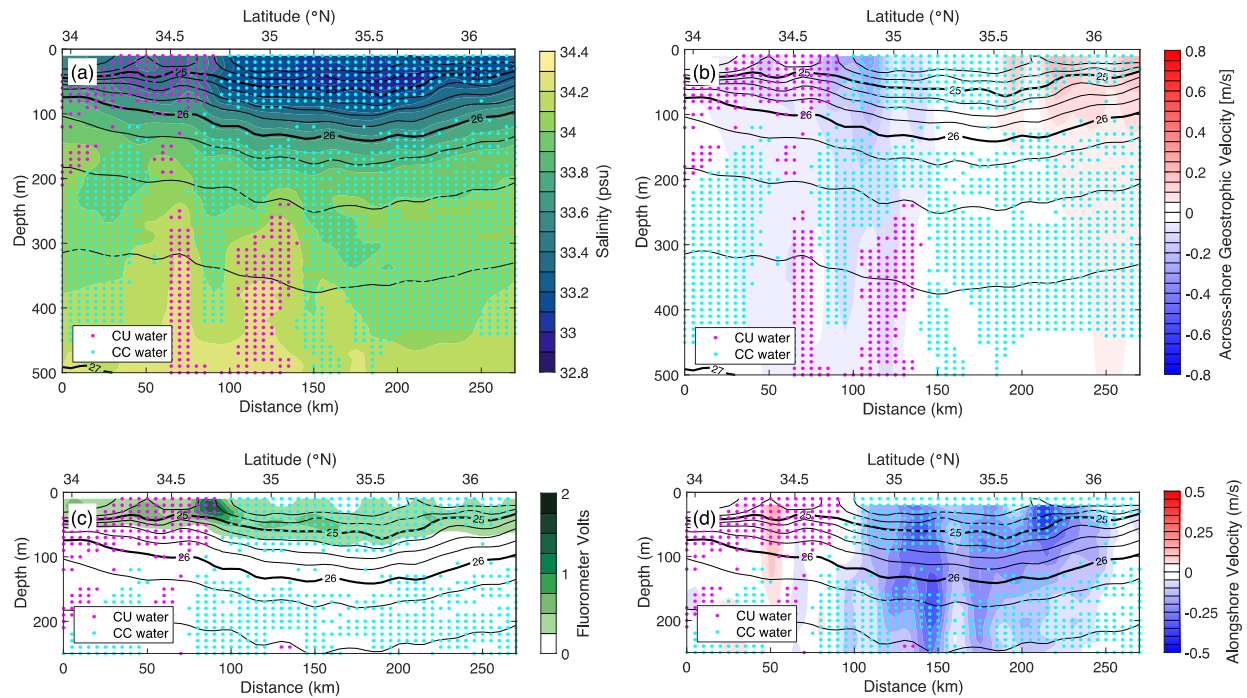 Latitude (°N)
34 34.5 35 35.5 36
(a)
25
26
27
0
100
200
300
400
500
Depth (m)
CU water
CC water
0 50 100 150 200 250
Distance (km)
34.4
34.2
34
33.8
33.6
33.4
33.2
33
32.8
Salinity (psu)
Latitude (°N)
34 34.5 35 35.5 36
(b)
25
25
26
26
27
0
100
200
300
400
500
Depth (m)
CU water
CC water
0 50 100 150 200 250
Distance (km)
0.8
0.6
0.4
0.2
0
-0.2
-0.4
-0.6
-0.8
Across-shore Geostrophic Velocity [m/s]
Latitude (°N)
34 34.5 35 35.5 36
(c)
25
25
26
26
0
100
200
Depth (m)
CU water
CC water
0 50 100 150 200 250
Distance (km)
2
1
0
Fluorometer Volts
Latitude (°N)
34 34.5 35 35.5 36
(d)
25
25
26
26
0
100
200
Depth (m)
CU water
CC water
0 50 100 150 200 250
Distance (km)
0.5
0.25
0
-0.25
-0.5
Alongshore Velocity (m/s)